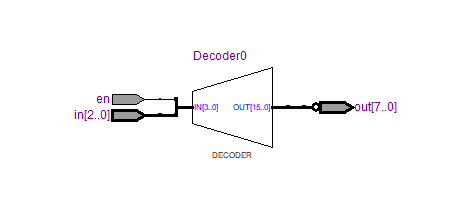 Decoder0
en
in[2..0]
IN[3..0]
OUT[15..0]
out[7..0]
DECODER